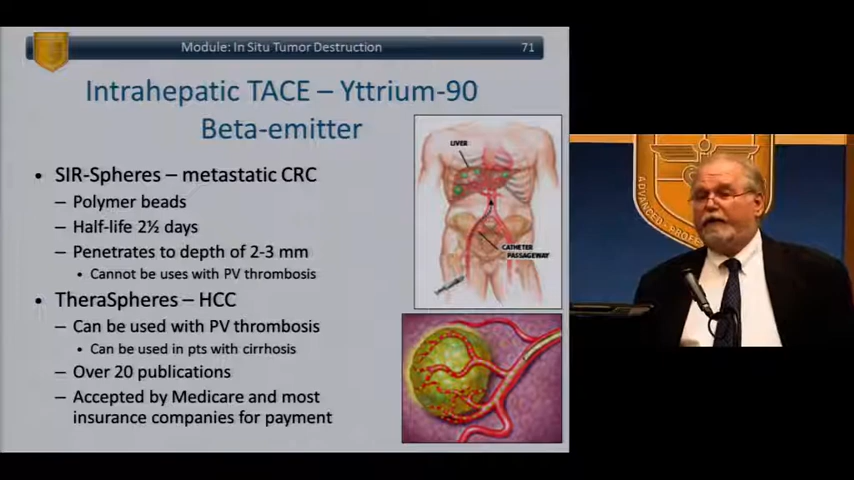 Module: In Situ Tumor Destruction
71
Intrahepatic TACE – Yttrium-90
Beta-emitter
• SIR-Spheres – metastatic CRC
– Polymer beads
– Half-life 2½ days
– Penetrates to depth of 2-3 mm
• Cannot be uses with PV thrombosis
• TheraSpheres – HCC
– Can be used with PV thrombosis
• Can be used in pts with cirrhosis
– Over 20 publications
– Accepted by Medicare and most
insurance companies for payment
LIVER
CATHETER
PASSAGEWAY